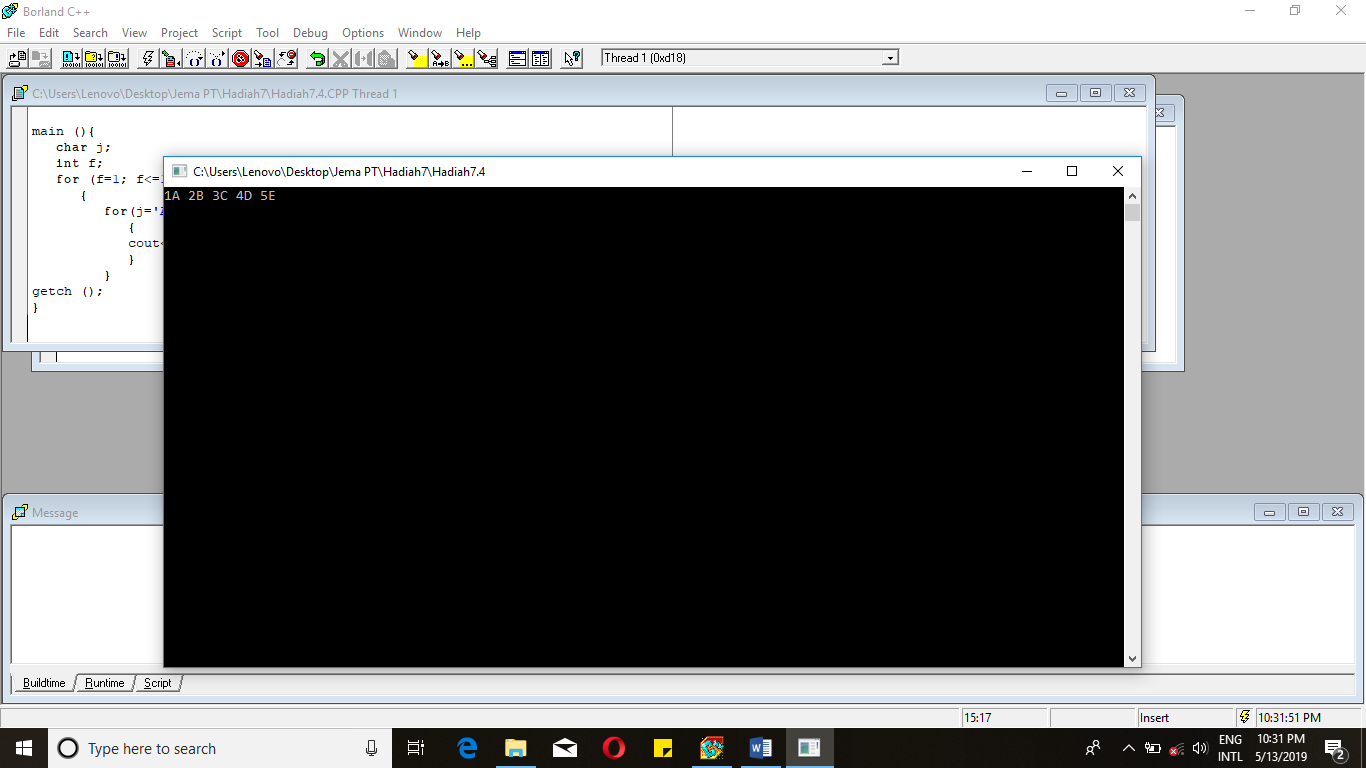 Borland C++
File Edit Search View Project Script Tool Debug Options Window Help
Thread 1 (0xd18)
C:\Users\Lenovo\Desktop\Jema PT\Hadiah7\Hadiah7.4.CPP Thread 1
main (){
char j;
int f;
for (f=1; f<=
{
for(j='
{
cout<
}
}
getch ();
}
C:\Users\Lenovo\Desktop\Jema PT\Hadiah7\Hadiah7.4
1A 2B 3C 4D 5E
Message
Buildtime Runtime Script
15:17 Insert 10:31:51 PM
Type here to search
ENG 10:31 PM
INTL 5/13/2019 2